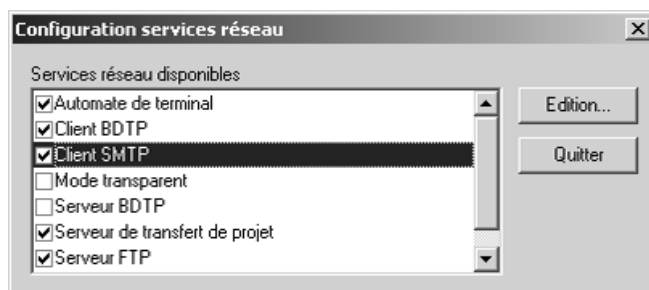 Configuration services réseau
Services réseau disponibles
Automate de terminal
Client BDTP
Client SMTP
Mode transparent
Serveur BDTP
Serveur de transfert de projet
Serveur FTP
Edition...
Quitter